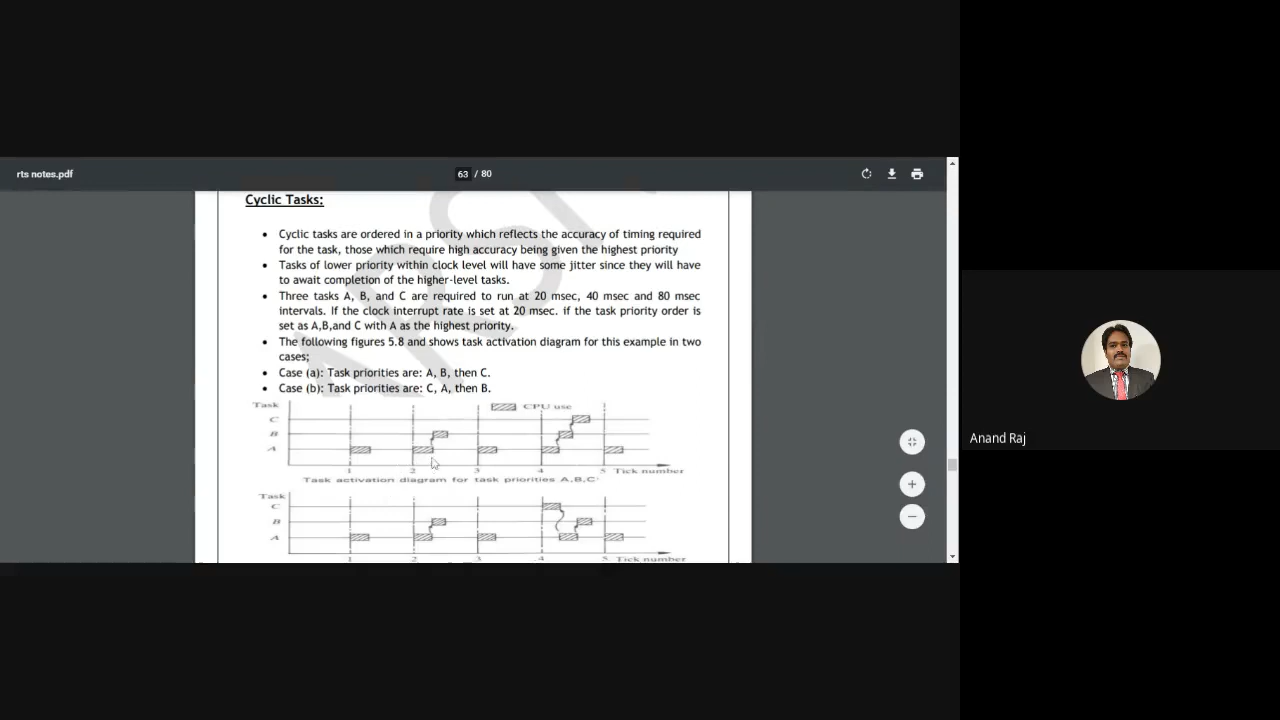 rts notes.pdf
63 / 80
Cyclic Tasks:
• Cyclic tasks are ordered in a priority which reflects the accuracy of timing required
for the task, those which require high accuracy being given the highest priority
• Tasks of lower priority within clock level will have some jitter since they will have
to await completion of the higher-level tasks.
• Three tasks A, B, and C are required to run at 20 msec, 40 msec and 80 msec
intervals. If the clock interrupt rate is set at 20 msec. if the task priority order is
set as A,B,and C with A as the highest priority.
• The following figures 5.8 and shows task activation diagram for this example in two
cases;
• Case (a): Task priorities are: A, B, then C.
• Case (b): Task priorities are: C, A, then B.
Task
CPU use
C
B
A
1 2 3 4 5 Tick number
Task activation diagram for task priorities A,B,C
Task
C
B
A
1 2 3 4 5 Tick number
Anand Raj